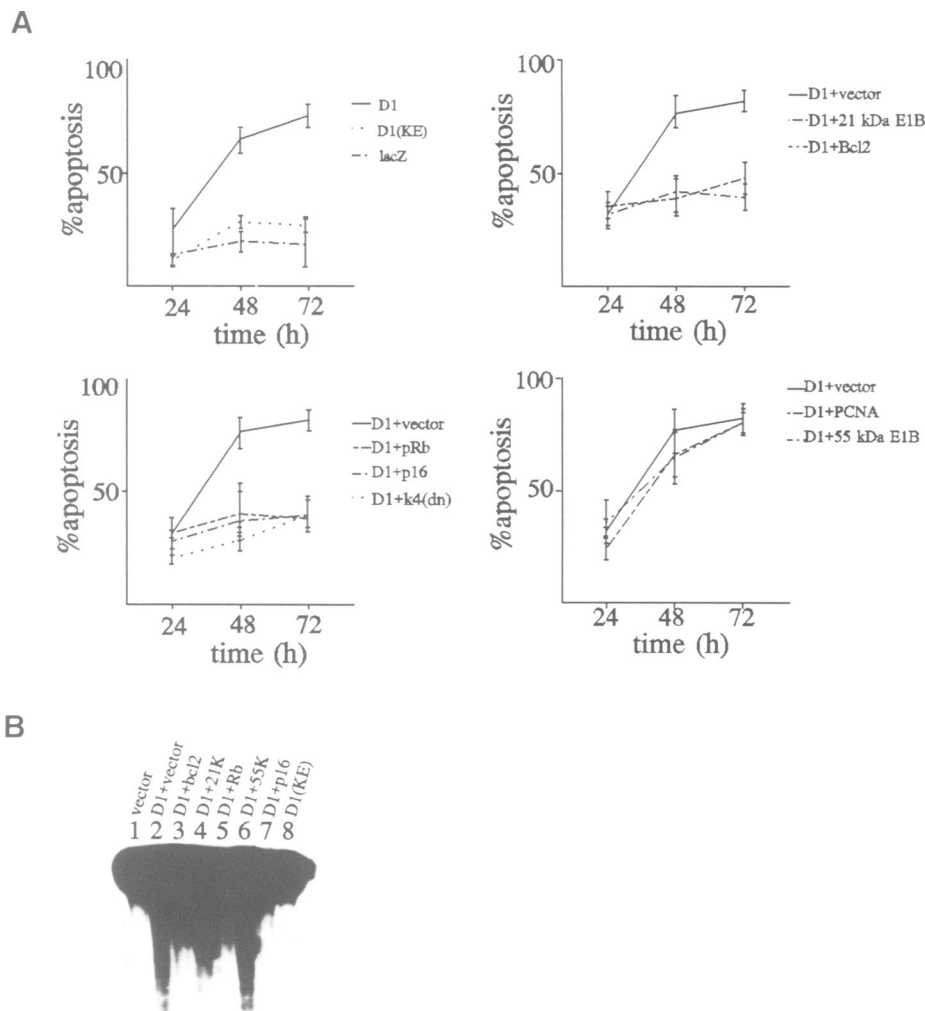 A
100
50
%apoptosis
24 48 72
time (h)
D1
D1(KE)
lacZ
100
50
%apoptosis
24 48 72
time (h)
D1+vector
D1+21 kDa E1B
D1+Bcl2
100
50
%apoptosis
24 48 72
time (h)
D1+vector
D1+pRb
D1+p16
D1+k4(dn)
100
50
%apoptosis
24 48 72
time (h)
D1+vector
D1+PCNA
D1+55 kDa E1B
B
vector
D1+vector
D1+bcl2
D1+21K
D1+Rb
D1+55K
D1+p16
D1(KE)
1 2 3 4 5 6 7 8